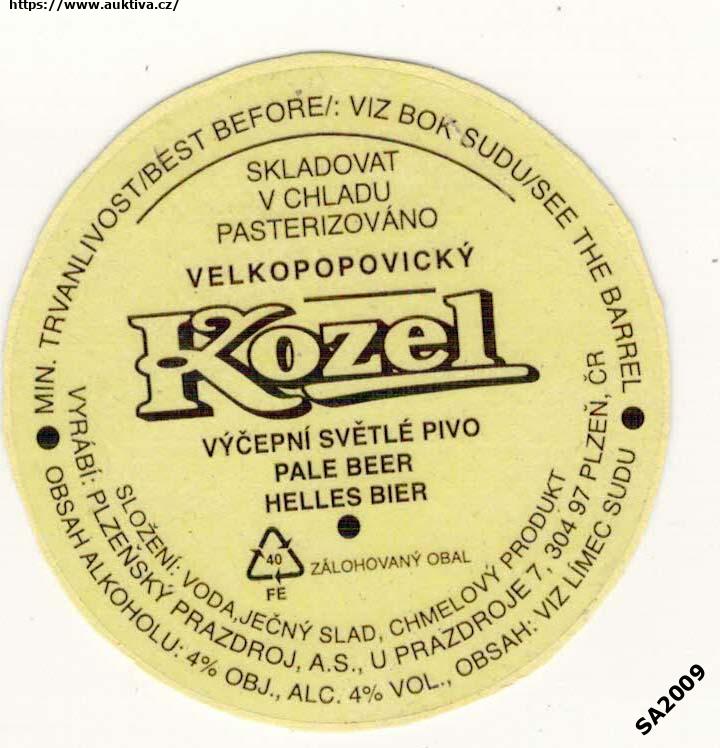 https://www.auktiva.cz/
MIN. TRVANLIVOST/BEST BEFORE/: VIZ BOK SUDU/SEE THE BARREL
SKLADOVAT
V CHLADU
PASTERIZOVÁNO
VELKOPOPOVICKÝ
Kozel
VÝČEPNÍ SVĚTLÉ PIVO
PALE BEER
HELLES BIER
40
FE
ZÁLOHOVANÝ OBAL
SLOŽENÍ: VODA,JEČNÝ SLAD, CHMELOVÝ PRODUKT
VYRÁBÍ: PLZEŇSKÝ PRAZDROJ, A.S., U PRAZDROJE 7, 304 97 PLZEŇ, ČR
OBSAH ALKOHOLU: 4% OBJ., ALC. 4% VOL., OBSAH: VIZ LÍMEC SUDU
SA2009